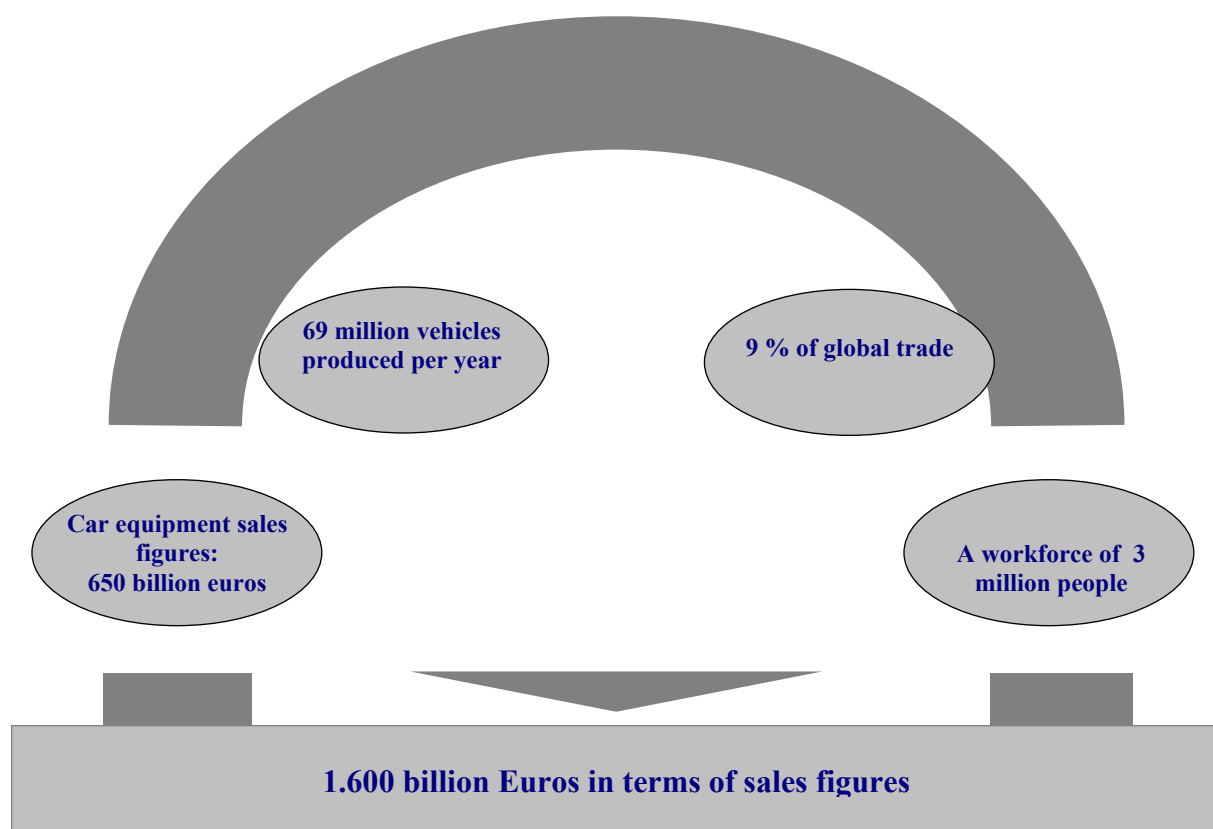 69 million vehicles
produced per year
9 % of global trade
Car equipment sales
figures:
650 billion euros
A workforce of 3
million people
1.600 billion Euros in terms of sales figures